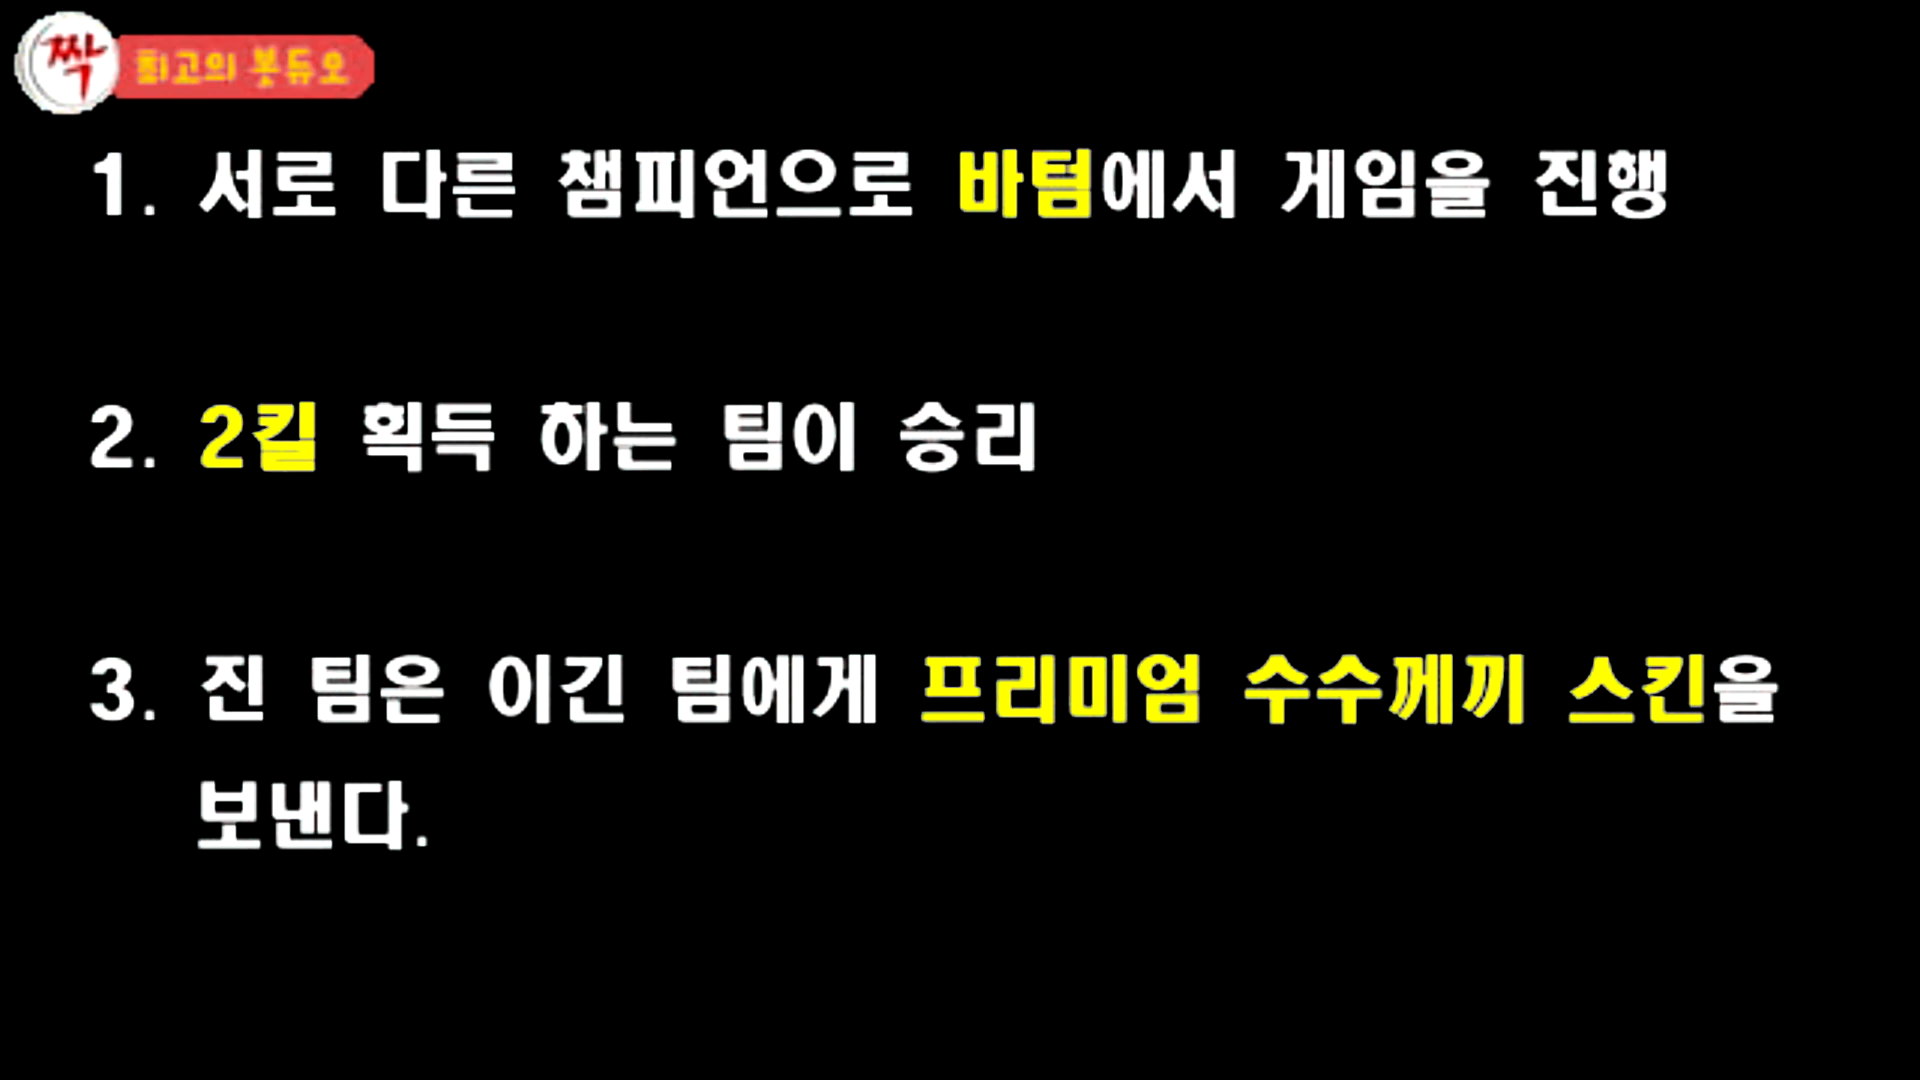 짝 최고의 봇듀오
1. 서로 다른 챔피언으로 바텀에서 게임을 진행
2. 2킬 획득 하는 팀이 승리
3. 진 팀은 이긴 팀에게 프리미엄 수수께끼 스킨을
보낸다.